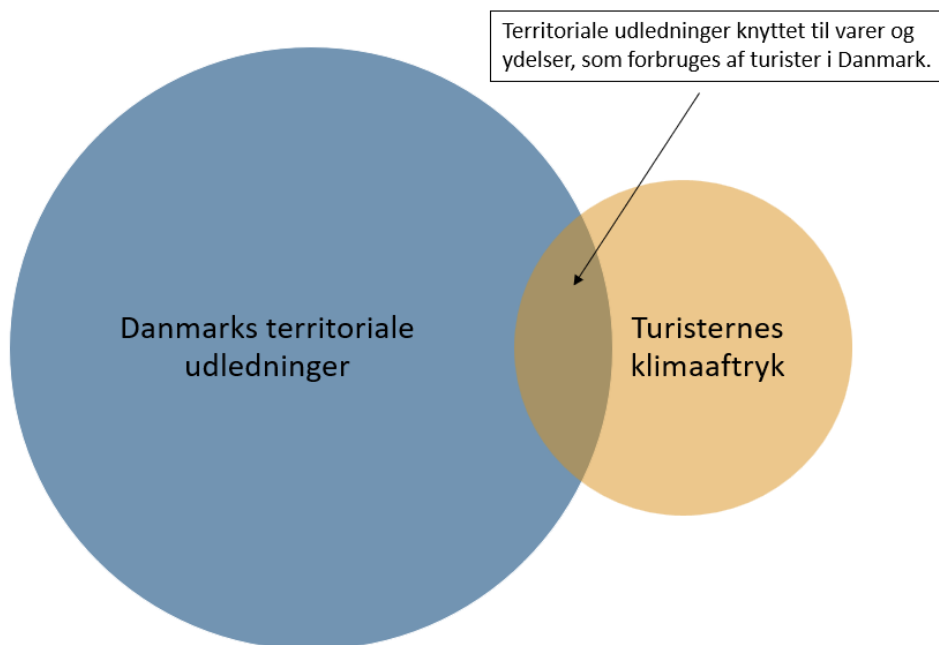 Territoriale udledninger knyttet til varer og
ydelser, som forbruges af turister i Danmark.
Danmarks territoriale
udledninger
Turisternes
klimaaftryk